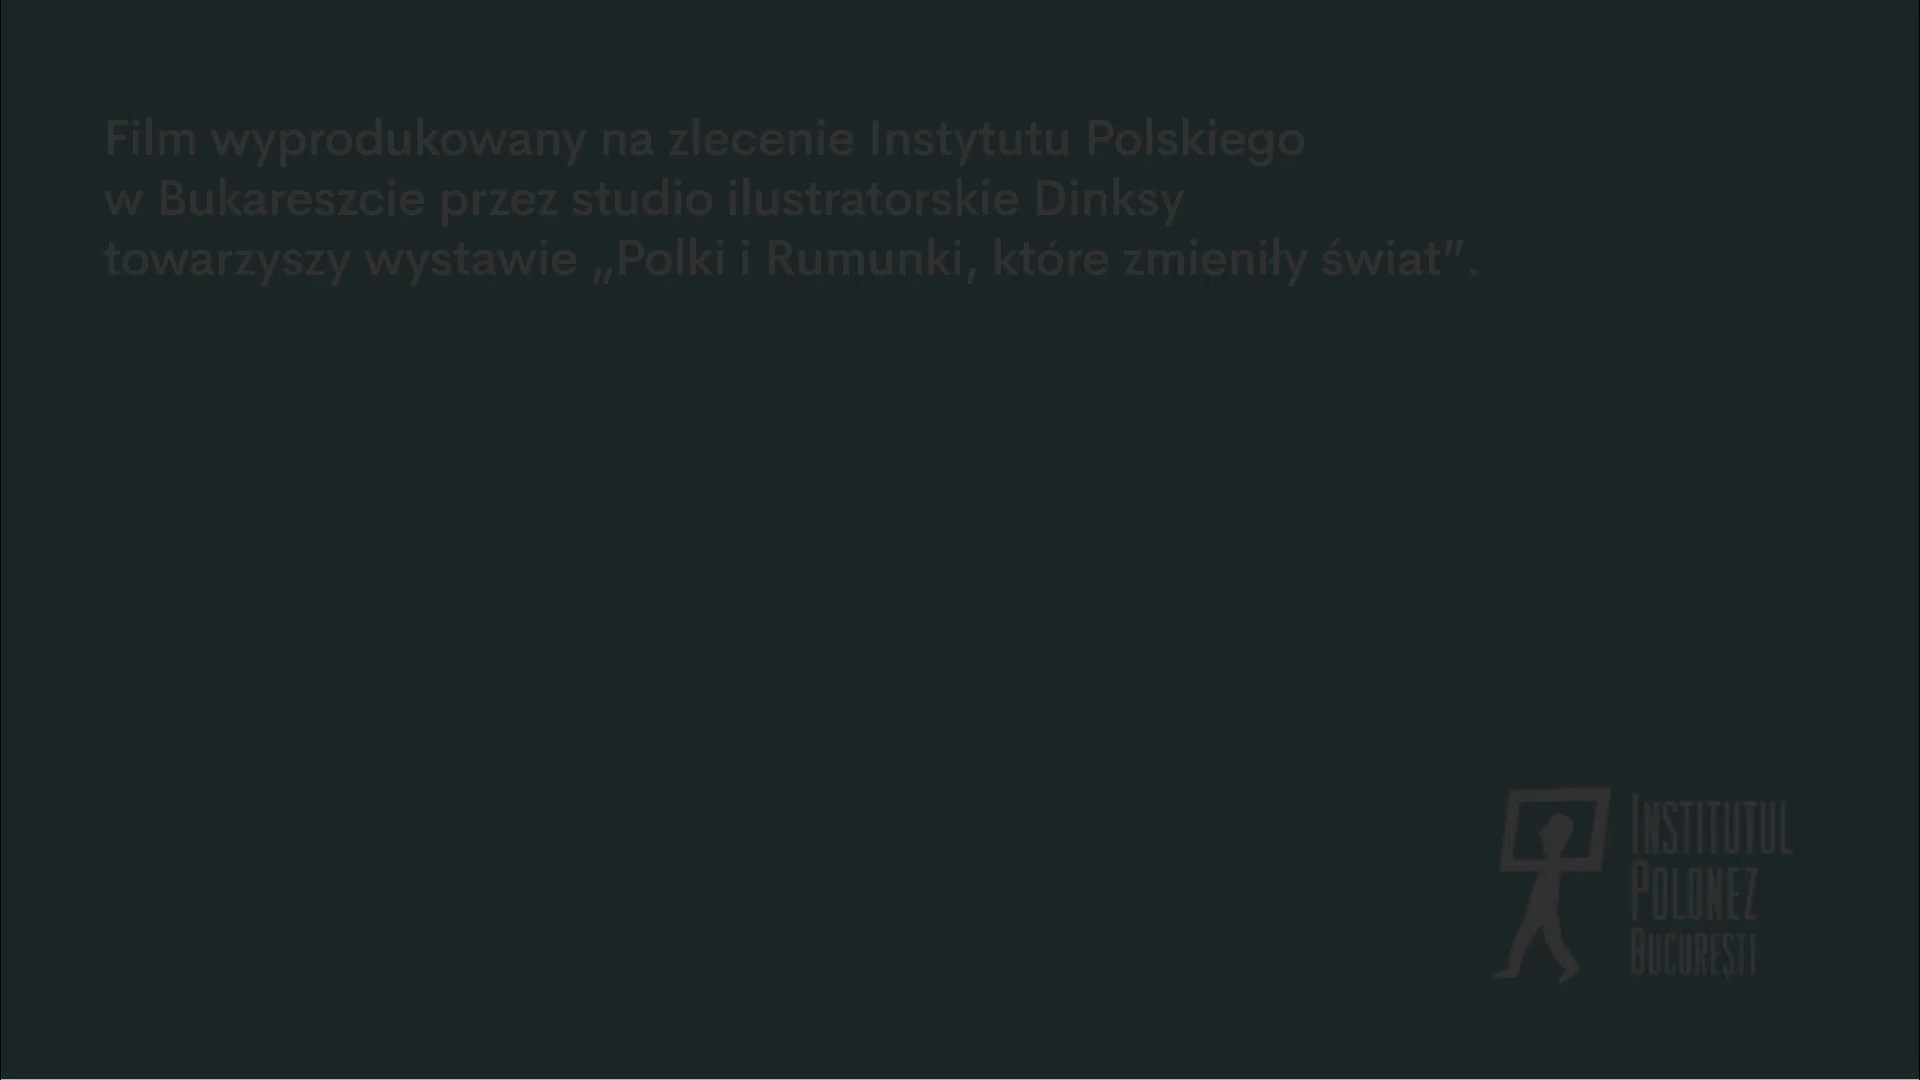 Film wyprodukowany na zlecenie Instytutu Polskiego
w Bukareszcie przez studio ilustratorskie Dinksy
towarzyszy wystawie „Polki i Rumunki, które zmieniły świat”.
INSTITUTUL
POLONEZ
BUCUREȘTI